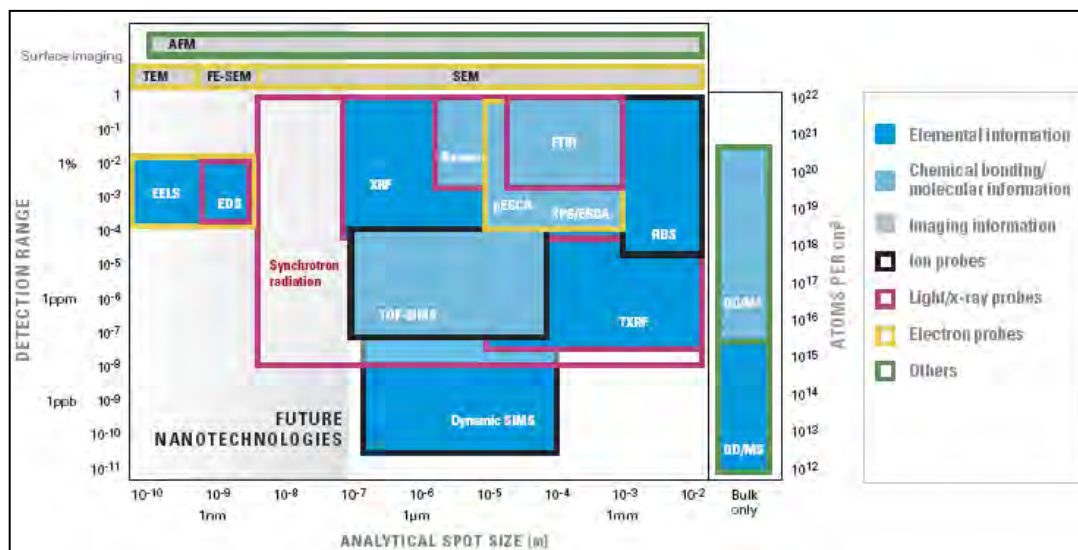 AFM
Surface imaging
TEM
FE-SEM
SEM
1
10-1
1%
10-2
10-3
10-4
10-5
1ppm
10-6
10-7
10-8
1ppb
10-9
10-10
10-11
DETECTION RANGE
EELS
EDS
XRF
FTIR
µESCA
XPS/ESCA
RBS
Synchrotron
radiation
TOF-SIMS
TXRF
Dynamic SIMS
FUTURE
NANOTECHNOLOGIES
10-10
10-9
10-8
10-7
10-6
10-5
10-4
10-3
10-2
1nm
1µm
1mm
ANALYTICAL SPOT SIZE [m]
GD/MS
Bulk
only
1022
1021
1020
1019
1018
1017
1016
1015
1014
1013
1012
ATOMS PER cm3
Elemental information
Chemical bonding/
molecular information
Imaging information
Ion probes
Light/x-ray probes
Electron probes
Others